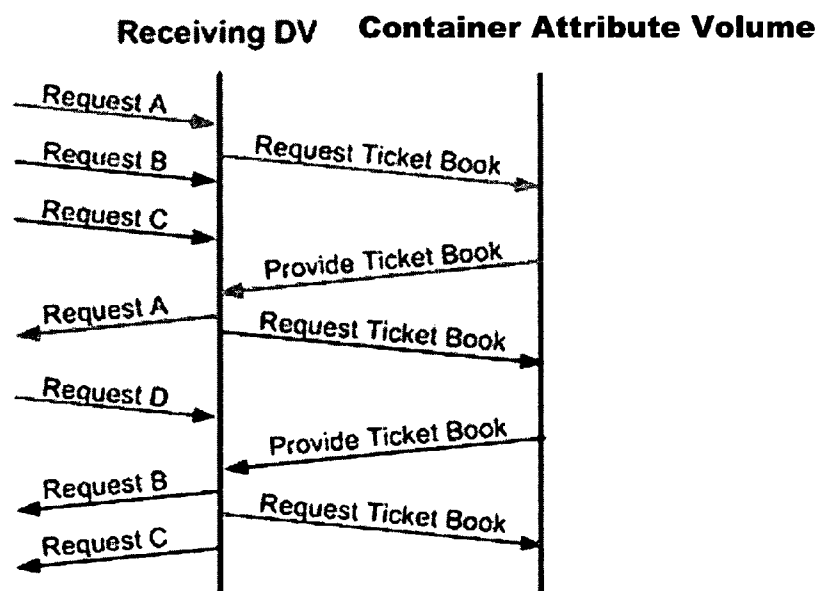 Receiving DV Container Attribute Volume
Request A
Request B
Request Ticket Book
Request C
Provide Ticket Book
Request A
Request Ticket Book
Request D
Provide Ticket Book
Request B
Request Ticket Book
Request C